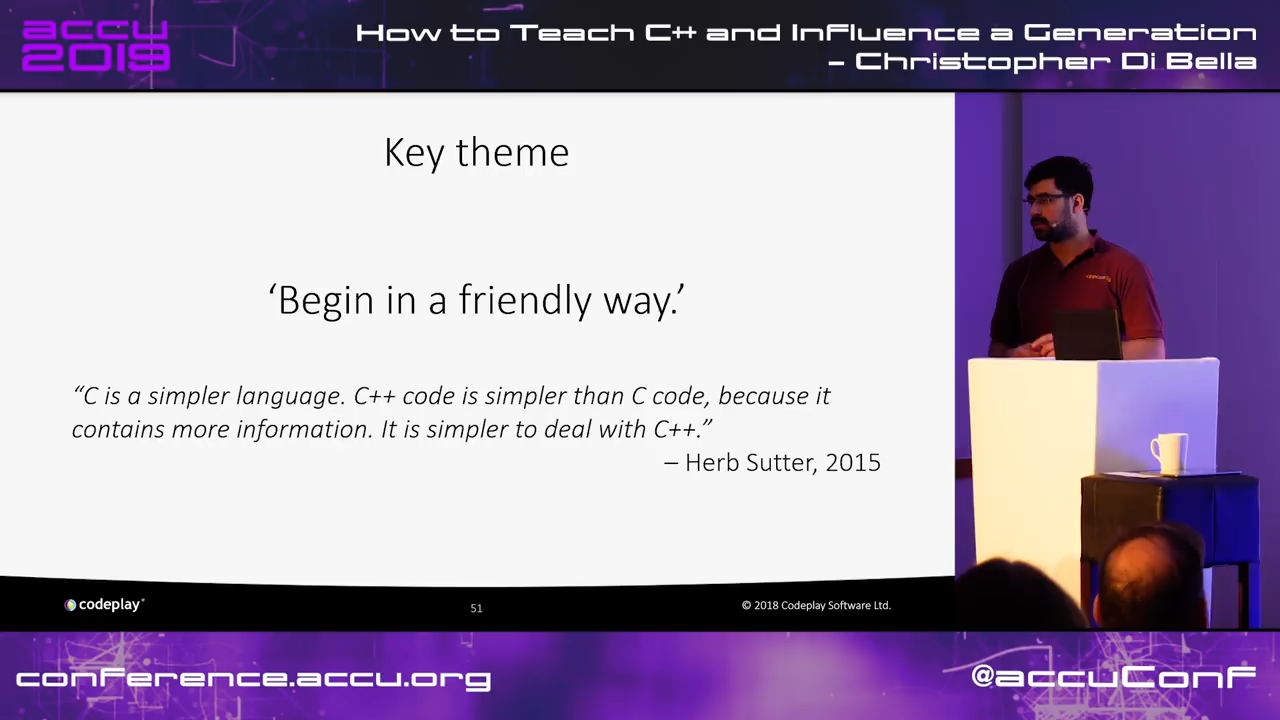 accu
2019
How to Teach C++ and Influence a Generation
– Christopher Di Bella
Key theme
‘Begin in a friendly way.’
“C is a simpler language. C++ code is simpler than C code, because it
contains more information. It is simpler to deal with C++.”
– Herb Sutter, 2015
codeplay®
51
© 2018 Codeplay Software Ltd.
conference.accu.org
@accuConf